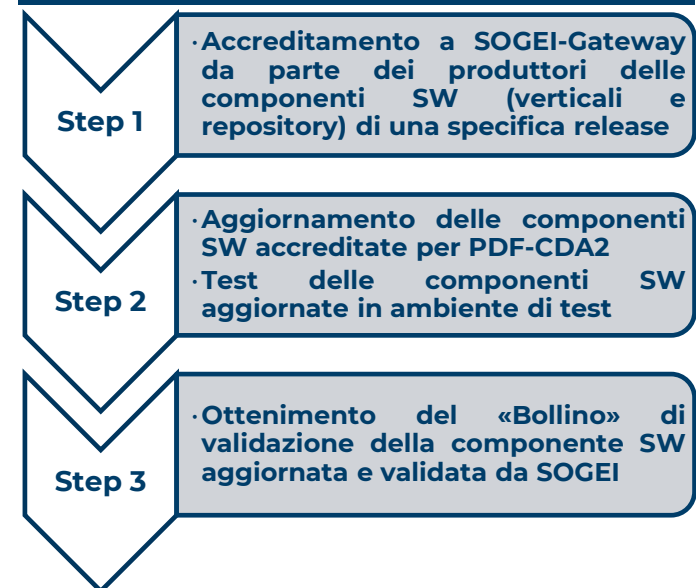 Step 1
·Accreditamento a SOGEI-Gateway
da parte dei produttori delle
componenti SW (verticali e
repository) di una specifica release
Step 2
·Aggiornamento delle componenti
SW accreditate per PDF-CDA2
·Test delle componenti SW
aggiornate in ambiente di test
Step 3
·Ottenimento del «Bollino» di
validazione della componente SW
aggiornata e validata da SOGEI